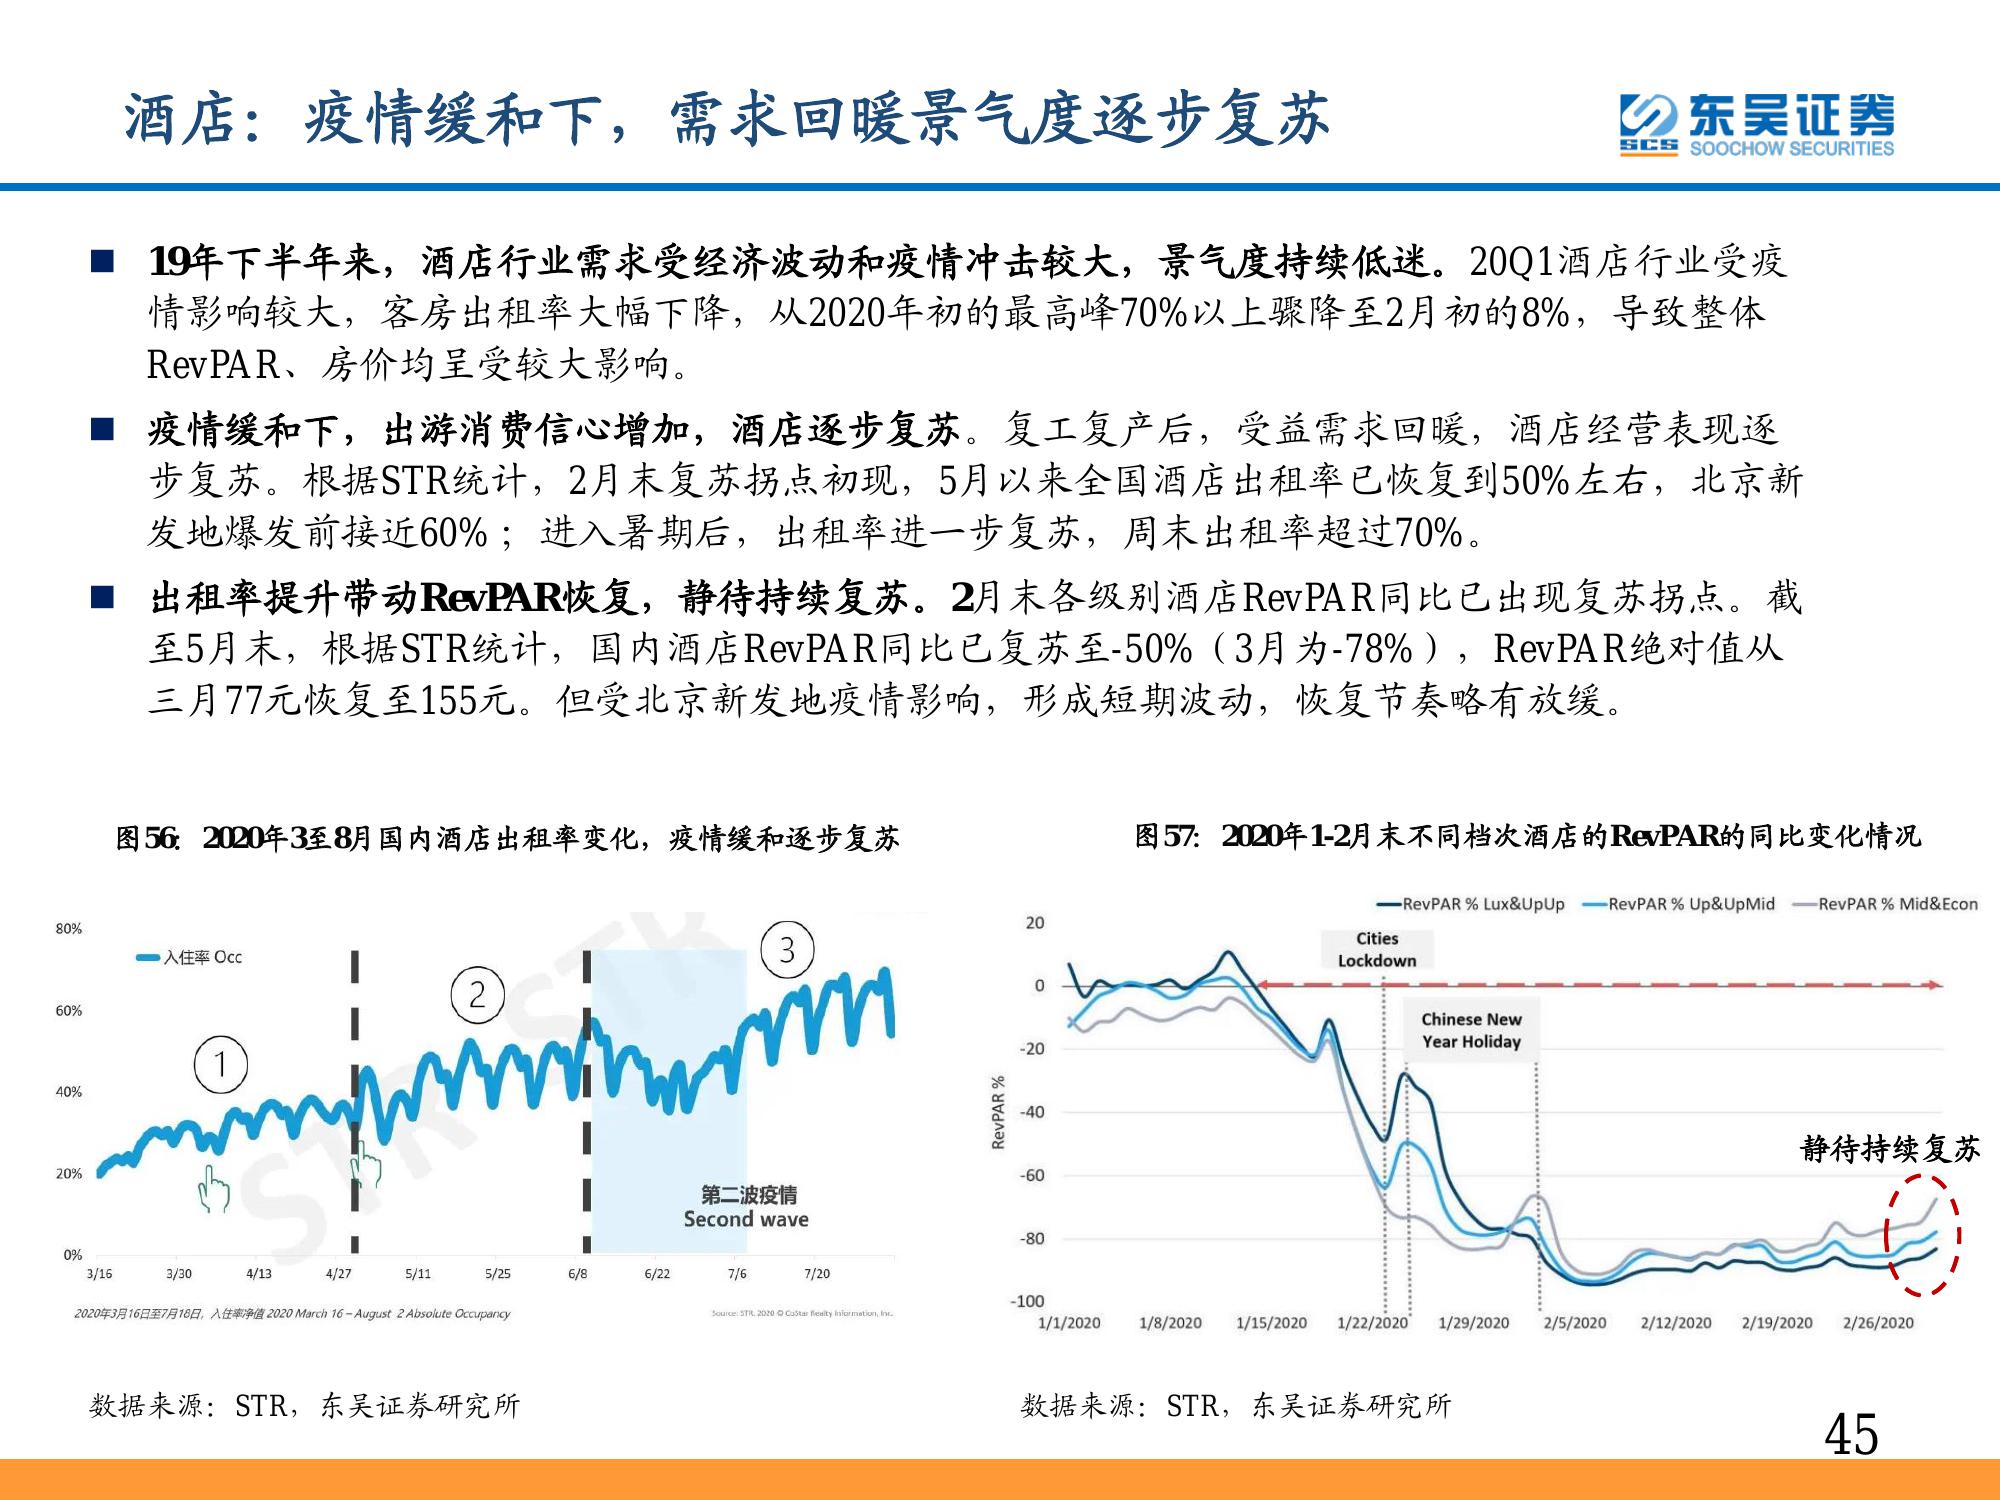 酒店：疫情缓和下，需求回暖景气度逐步复苏
SCS 东吴证券
SOOCHOW SECURITIES
■ 19年下半年来，酒店行业需求受经济波动和疫情冲击较大，景气度持续低迷。20Q1酒店行业受疫
情影响较大，客房出租率大幅下降，从2020年初的最高峰70%以上骤降至2月初的8%，导致整体
RevPAR、房价均呈受较大影响。
■ 疫情缓和下，出游消费信心增加，酒店逐步复苏。复工复产后，受益需求回暖，酒店经营表现逐
步复苏。根据STR统计，2月末复苏拐点初现，5月以来全国酒店出租率已恢复到50%左右，北京新
发地爆发前接近60%；进入暑期后，出租率进一步复苏，周末出租率超过70%。
■ 出租率提升带动RevPAR恢复，静待持续复苏。2月末各级别酒店RevPAR同比已出现复苏拐点。截
至5月末，根据STR统计，国内酒店RevPAR同比已复苏至-50%（3月为-78%），RevPAR绝对值从
三月77元恢复至155元。但受北京新发地疫情影响，形成短期波动，恢复节奏略有放缓。
图56：2020年3至8月国内酒店出租率变化，疫情缓和逐步复苏
80%
60%
40%
20%
0%
入住率 Occ
1
2
3
STR STR
第二波疫情
Second wave
3/16 3/30 4/13 4/27 5/11 5/25 6/8 6/22 7/6 7/20
2020年3月16日至7月18日，入住率净值 2020 March 16 – August 2 Absolute Occupancy
Source: STR. 2020 © CoStar Realty Information, Inc.
数据来源：STR，东吴证券研究所
图57：2020年1-2月末不同档次酒店的RevPAR的同比变化情况
RevPAR % Lux&UpUp RevPAR % Up&UpMid RevPAR % Mid&Econ
RevPAR %
20
0
-20
-40
-60
-80
-100
Cities
Lockdown
Chinese New
Year Holiday
静待持续复苏
1/1/2020 1/8/2020 1/15/2020 1/22/2020 1/29/2020 2/5/2020 2/12/2020 2/19/2020 2/26/2020
数据来源：STR，东吴证券研究所
45